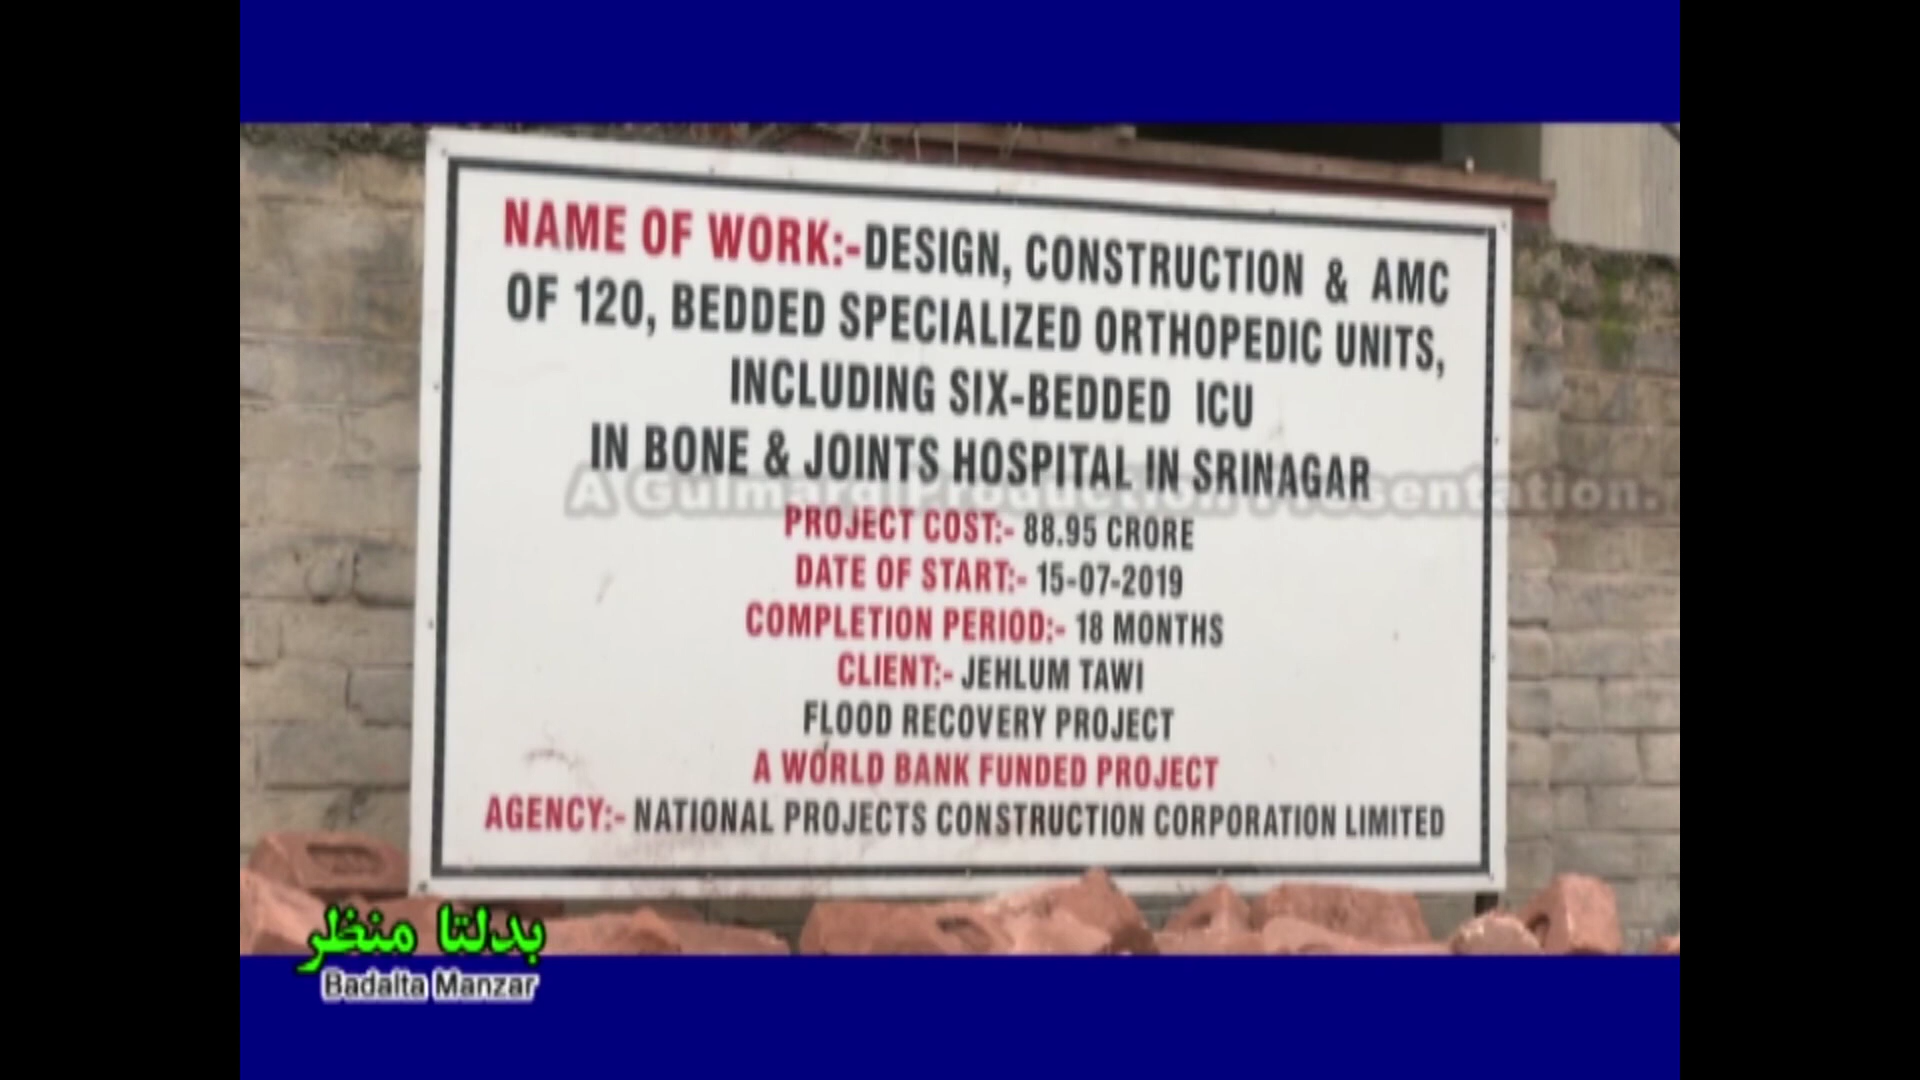 NAME OF WORK:-DESIGN, CONSTRUCTION & AMC
OF 120, BEDDED SPECIALIZED ORTHOPEDIC UNITS,
INCLUDING SIX-BEDDED ICU
IN BONE & JOINTS HOSPITAL IN SRINAGAR
A Gulmarg Production Presentation.
PROJECT COST:- 88.95 CRORE
DATE OF START:- 15-07-2019
COMPLETION PERIOD:- 18 MONTHS
CLIENT:- JEHLUM TAWI
FLOOD RECOVERY PROJECT
A WORLD BANK FUNDED PROJECT
AGENCY:- NATIONAL PROJECTS CONSTRUCTION CORPORATION LIMITED
بدلتا منظر
Badalta Manzar